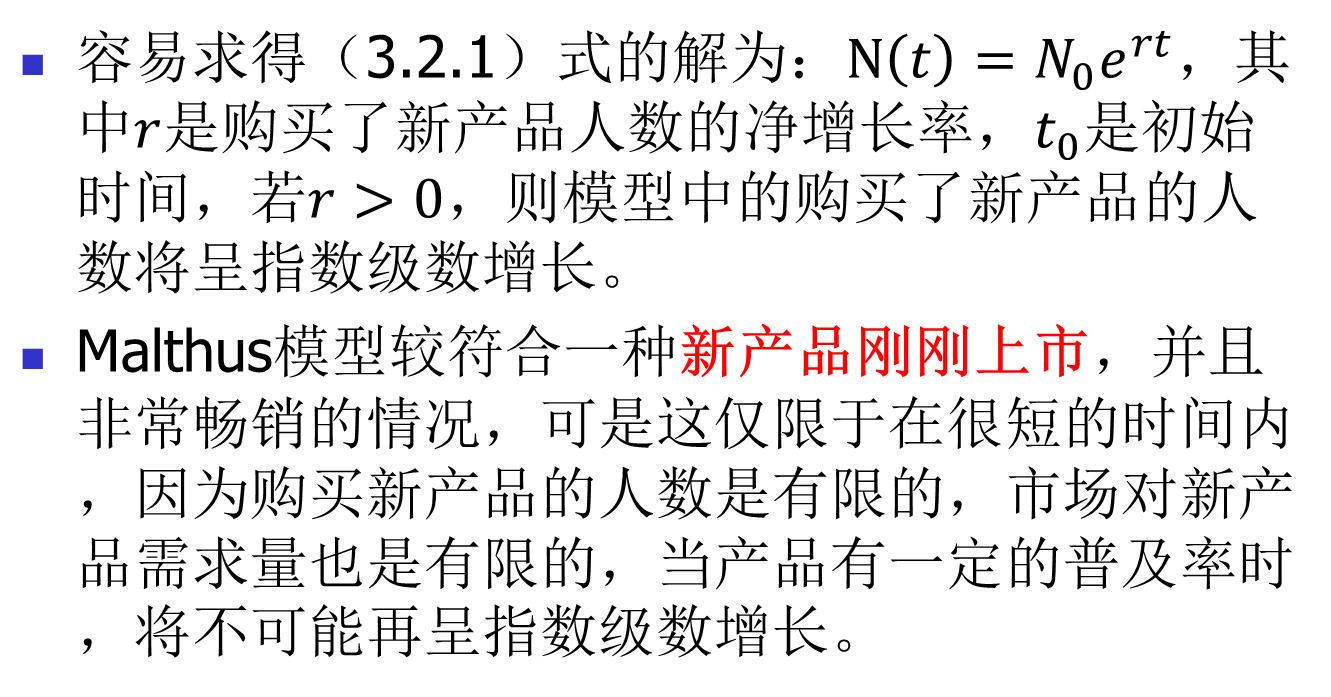 容易求得（3.2.1）式的解为：N(t) = N₀eʳᵗ，其
中r是购买了新产品人数的净增长率，t₀是初始
时间，若r > 0，则模型中的购买了新产品的人
数将呈指数级数增长。
Malthus模型较符合一种新产品刚刚上市，并且
非常畅销的情况，可是这仅限于在很短的时间内
，因为购买新产品的人数是有限的，市场对新产
品需求量也是有限的，当产品有一定的普及率时
，将不可能再呈指数级数增长。